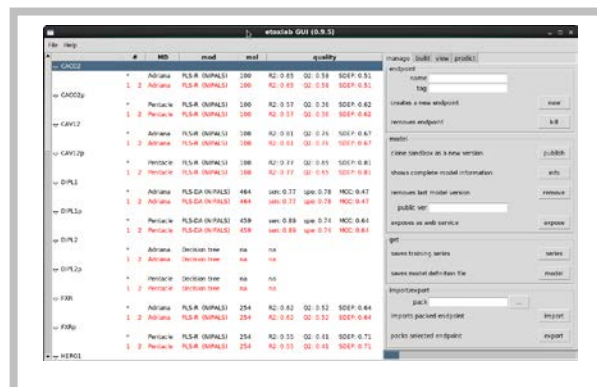 etoxlab GUI (0.9.5)
File Help
# MD mod mol quality
CACO2
* Adriana PLS-R (NIPALS) 100 R2: 0.65 Q2: 0.58 SDEP: 0.51
1 2 Adriana PLS-R (NIPALS) 100 R2: 0.65 Q2: 0.58 SDEP: 0.51
CACO2p
* Pentacle PLS-R (NIPALS) 100 R2: 0.57 Q2: 0.36 SDEP: 0.62
1 2 Pentacle PLS-R (NIPALS) 100 R2: 0.57 Q2: 0.36 SDEP: 0.62
CAV12
* Adriana PLS-R (NIPALS) 100 R2: 0.81 Q2: 0.76 SDEP: 0.67
1 2 Adriana PLS-R (NIPALS) 100 R2: 0.81 Q2: 0.76 SDEP: 0.67
CAV12p
* Pentacle PLS-R (NIPALS) 100 R2: 0.77 Q2: 0.65 SDEP: 0.81
1 2 Pentacle PLS-R (NIPALS) 100 R2: 0.77 Q2: 0.65 SDEP: 0.81
DIPL1
* Adriana PLS-DA (NIPALS) 464 sen: 0.77 spe: 0.78 MCC: 0.47
1 2 Adriana PLS-DA (NIPALS) 464 sen: 0.77 spe: 0.78 MCC: 0.47
DIPL1p
* Pentacle PLS-DA (NIPALS) 459 sen: 0.89 spe: 0.74 MCC: 0.64
1 2 Pentacle PLS-DA (NIPALS) 459 sen: 0.89 spe: 0.74 MCC: 0.64
DIPL2
* Adriana Decision tree na na
1 2 Adriana Decision tree na na
DIPL2p
* Pentacle Decision tree na na
1 2 Pentacle Decision tree na na
FXR
* Adriana PLS-R (NIPALS) 254 R2: 0.62 Q2: 0.52 SDEP: 0.64
1 2 Adriana PLS-R (NIPALS) 254 R2: 0.62 Q2: 0.52 SDEP: 0.64
FXRp
* Pentacle PLS-R (NIPALS) 254 R2: 0.55 Q2: 0.41 SDEP: 0.71
1 2 Pentacle PLS-R (NIPALS) 254 R2: 0.55 Q2: 0.41 SDEP: 0.71
HERG1
manage build view predict
endpoint
name
tag
creates a new endpoint new
removes endpoint kill
model
clone sandbox as a new version publish
shows complete model information info
removes last model version remove
public ver
exposes as web service expose
get
saves training series series
saves model definition file model
import/export
pack ...
imports packed endpoint import
packs selected endpoint export